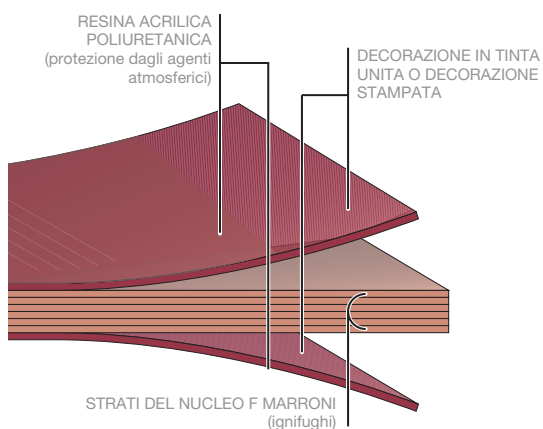 RESINA ACRILICA
POLIURETANICA
(protezione dagli agenti
atmosferici)
DECORAZIONE IN TINTA
UNITA O DECORAZIONE
STAMPATA
STRATI DEL NUCLEO F MARRONI
(ignifughi)